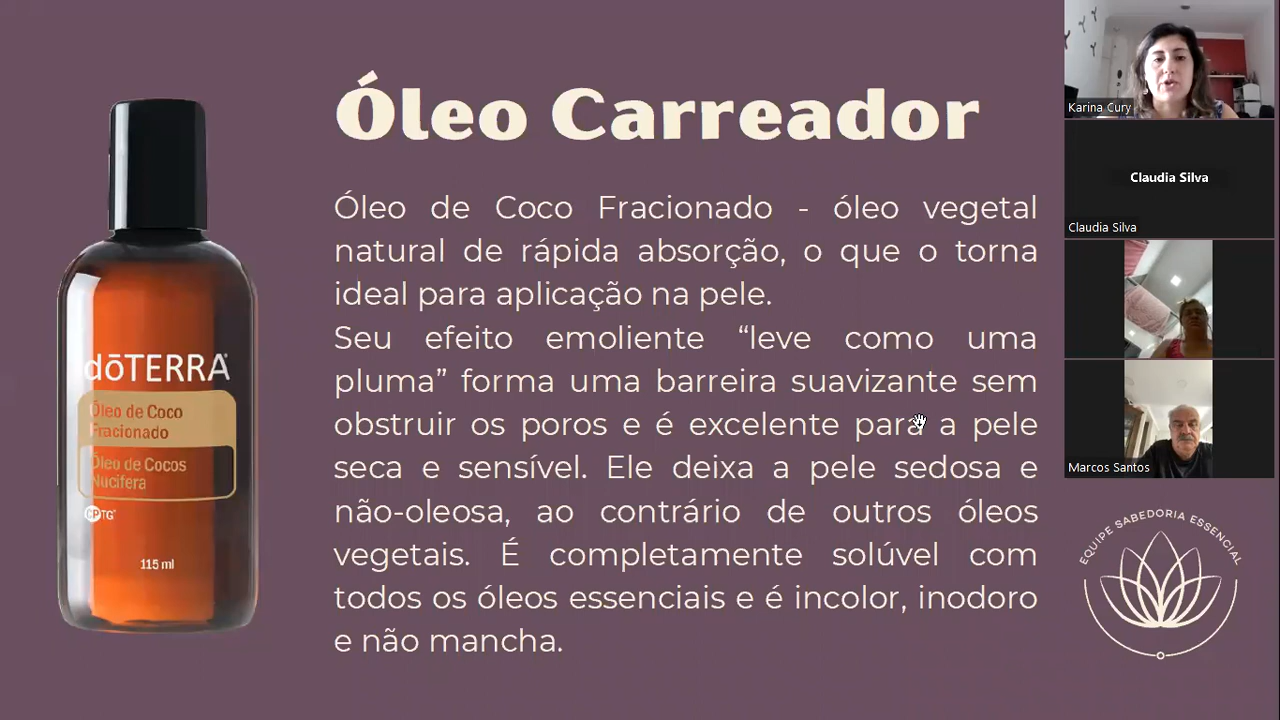 Óleo Carreador
Óleo de Coco Fracionado - óleo vegetal
natural de rápida absorção, o que o torna
ideal para aplicação na pele.
Seu efeito emoliente “leve como uma
pluma” forma uma barreira suavizante sem
obstruir os poros e é excelente para a pele
seca e sensível. Ele deixa a pele sedosa e
não-oleosa, ao contrário de outros óleos
vegetais. É completamente solúvel com
todos os óleos essenciais e é incolor, inodoro
e não mancha.
dōTERRA
Óleo de Coco
Fracionado
Óleo de Cocos
Nucifera
CPTG
115 ml
Karina Cury
Claudia Silva
Claudia Silva
Marcos Santos
EQUIPE SABEDORIA ESSENCIAL